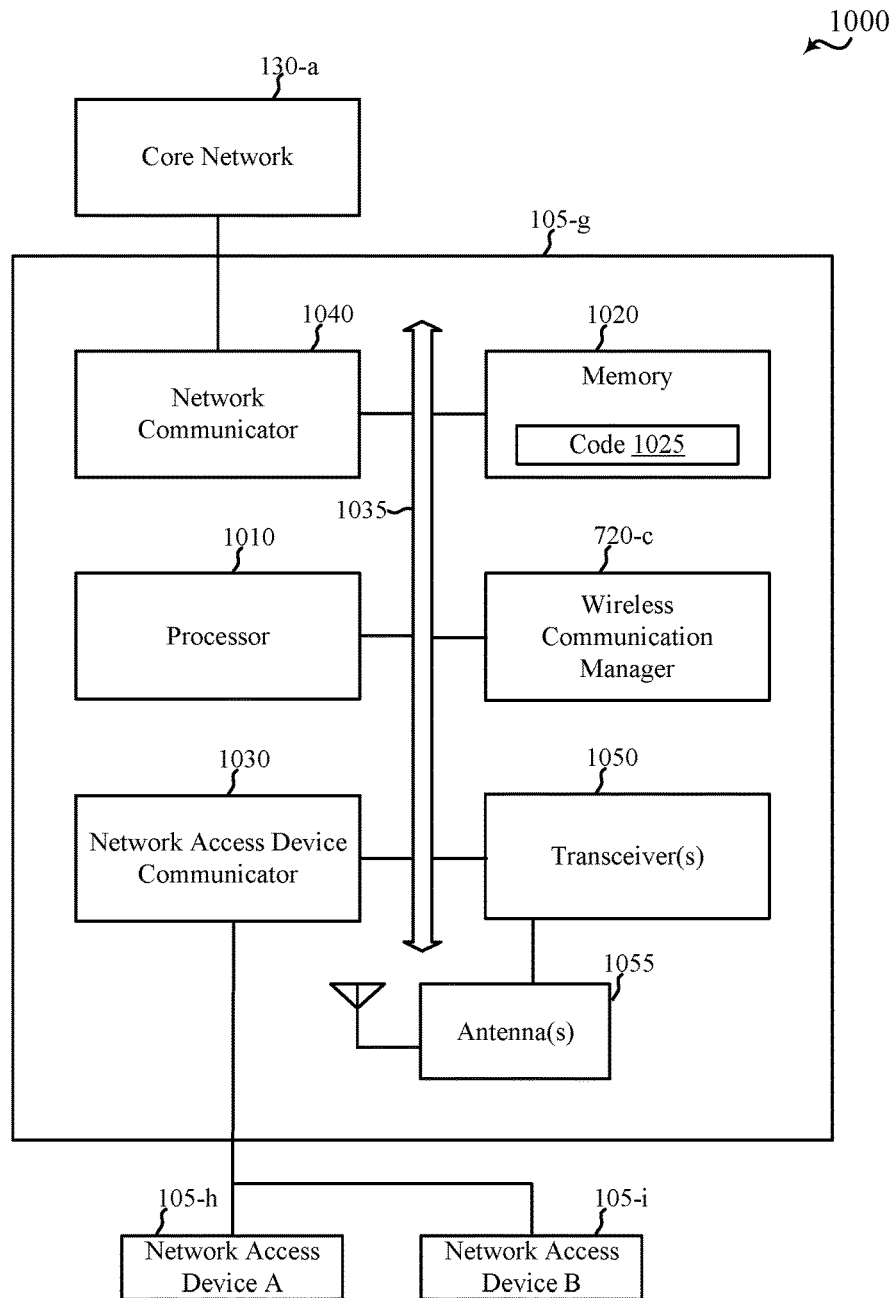 1000
130-a
Core Network
105-g
1040
Network
Communicator
1020
Memory
Code 1025
1035
1010
Processor
720-c
Wireless
Communication
Manager
1030
Network Access Device
Communicator
1050
Transceiver(s)
1055
Antenna(s)
105-h
Network Access
Device A
105-i
Network Access
Device B